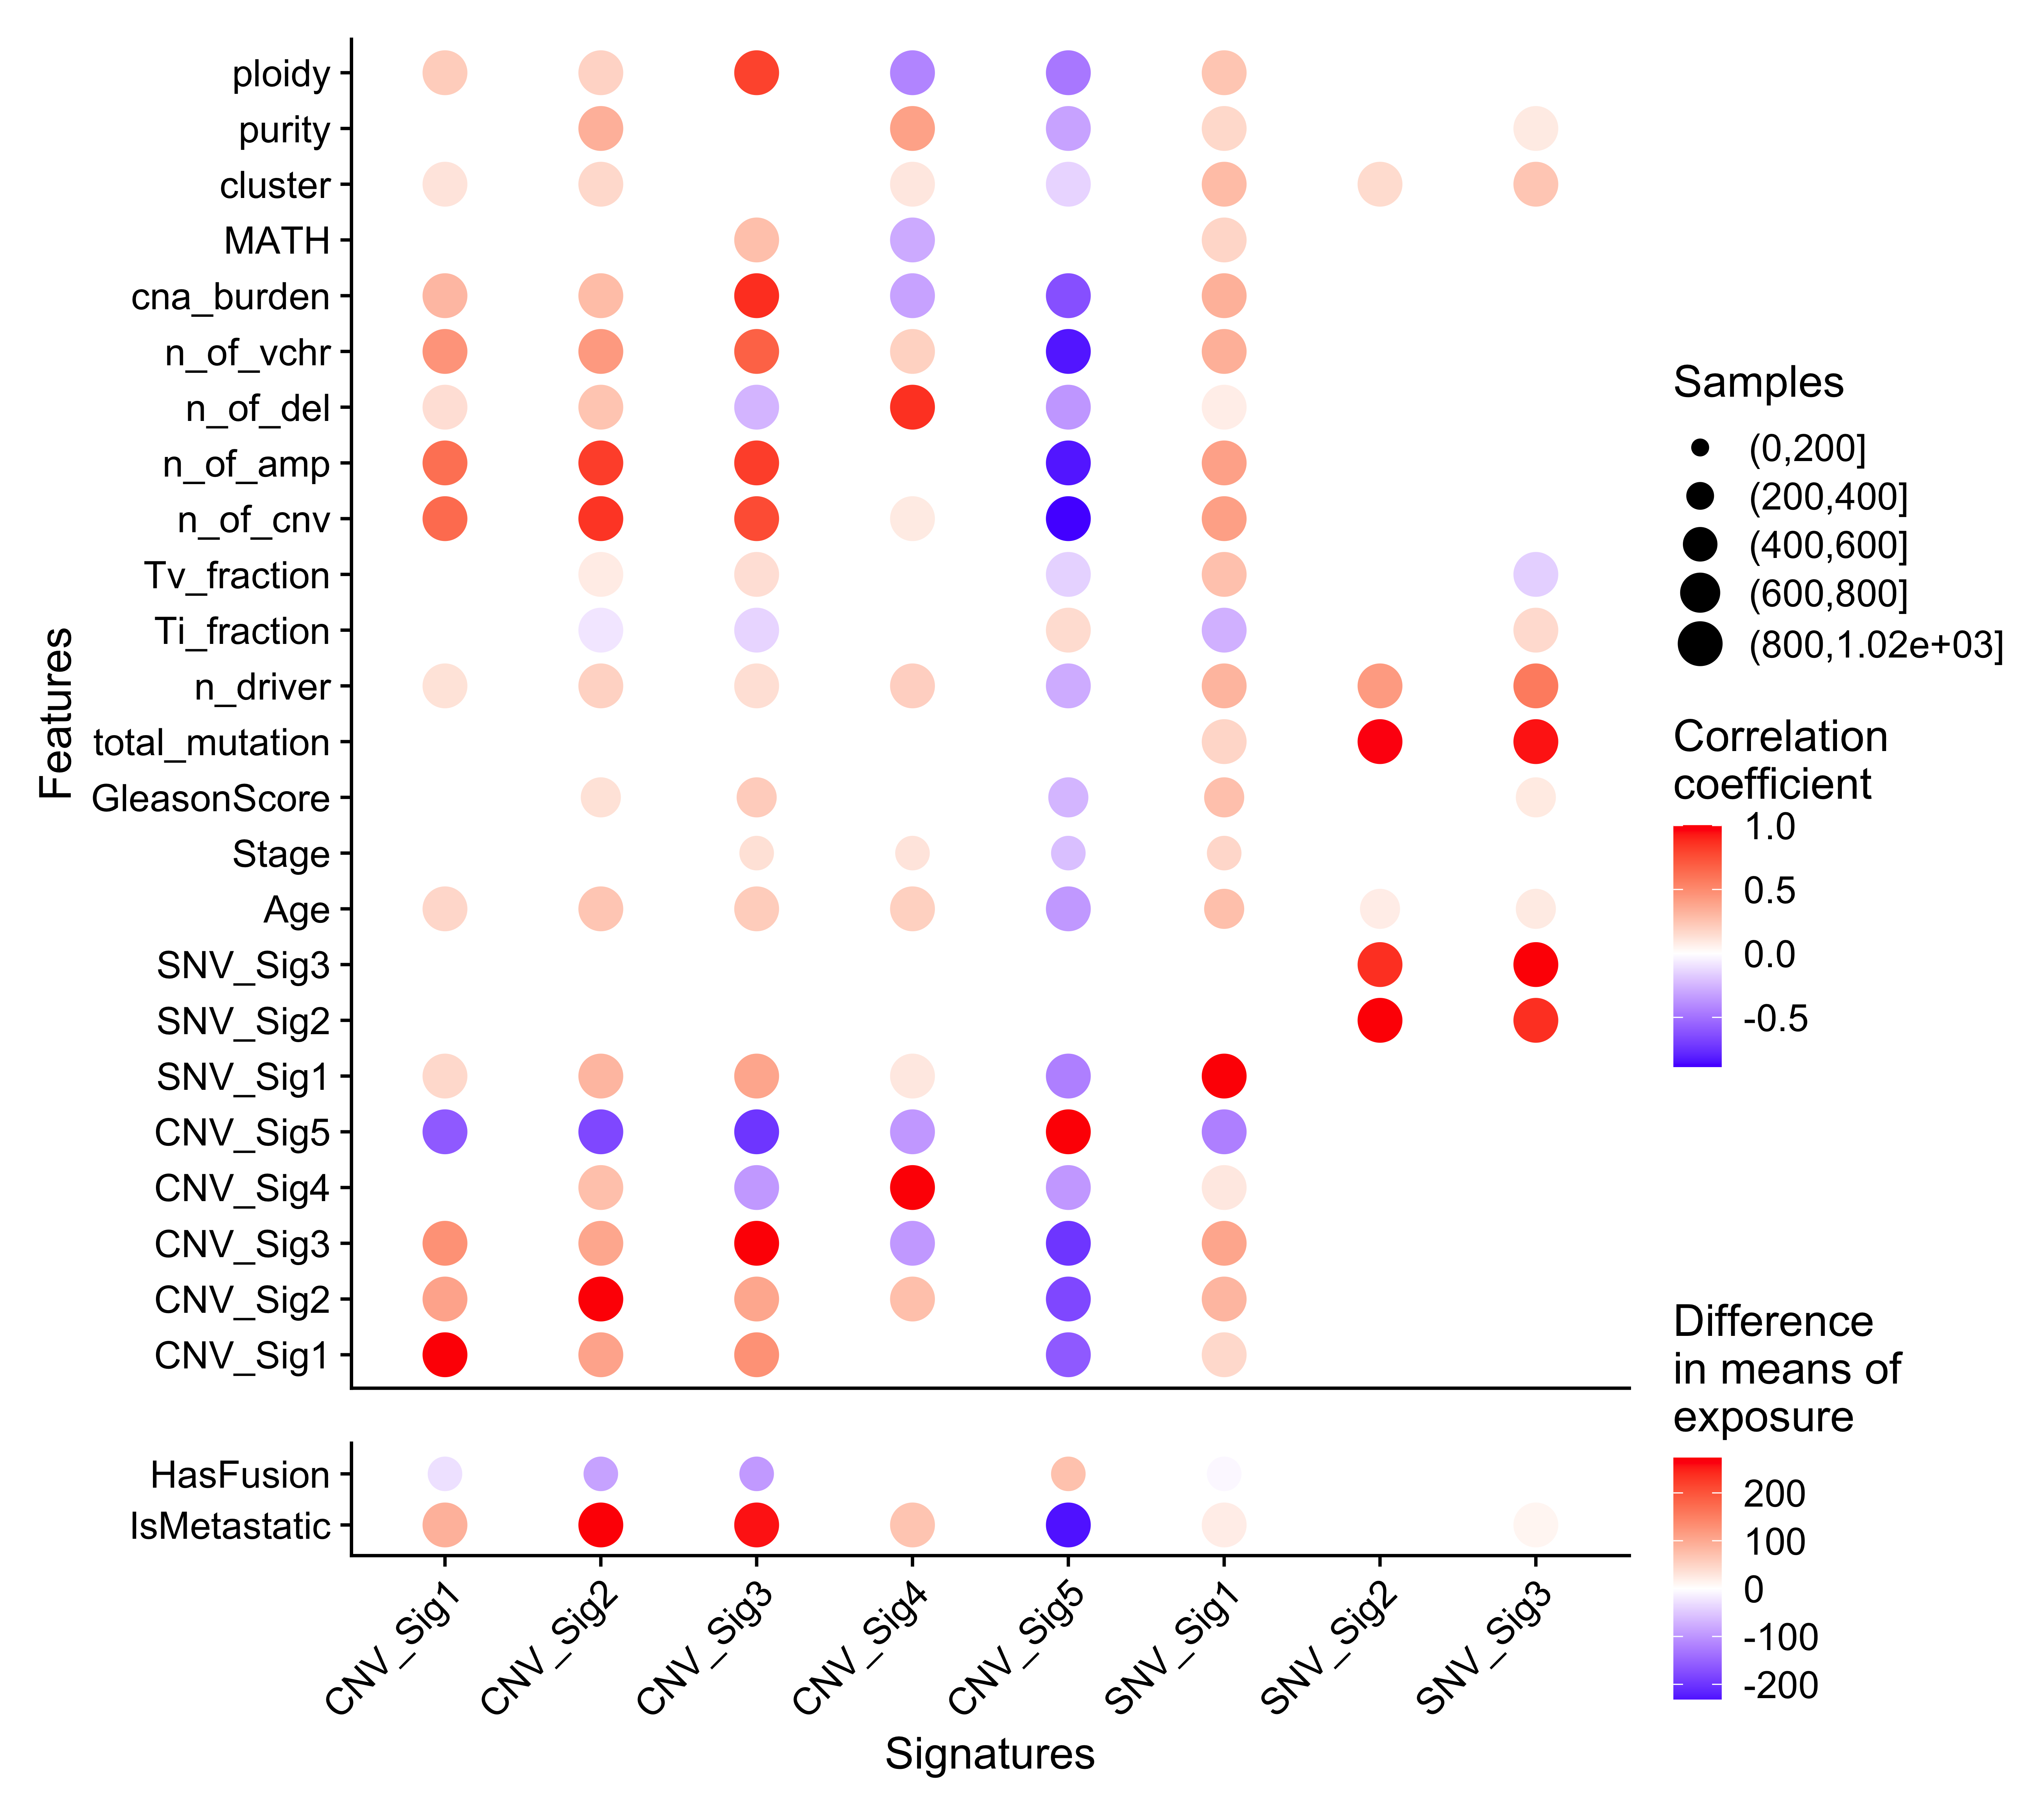 Features
ploidy
purity
cluster
MATH
cna_burden
n_of_vchr
n_of_del
n_of_amp
n_of_cnv
Tv_fraction
Ti_fraction
n_driver
total_mutation
GleasonScore
Stage
Age
SNV_Sig3
SNV_Sig2
SNV_Sig1
CNV_Sig5
CNV_Sig4
CNV_Sig3
CNV_Sig2
CNV_Sig1
HasFusion
IsMetastatic
CNV_Sig1
CNV_Sig2
CNV_Sig3
CNV_Sig4
CNV_Sig5
SNV_Sig1
SNV_Sig2
SNV_Sig3
Signatures
Samples
(0,200]
(200,400]
(400,600]
(600,800]
(800,1.02e+03]
Correlation
coefficient
1.0
0.5
0.0
-0.5
Difference
in means of
exposure
200
100
0
-100
-200